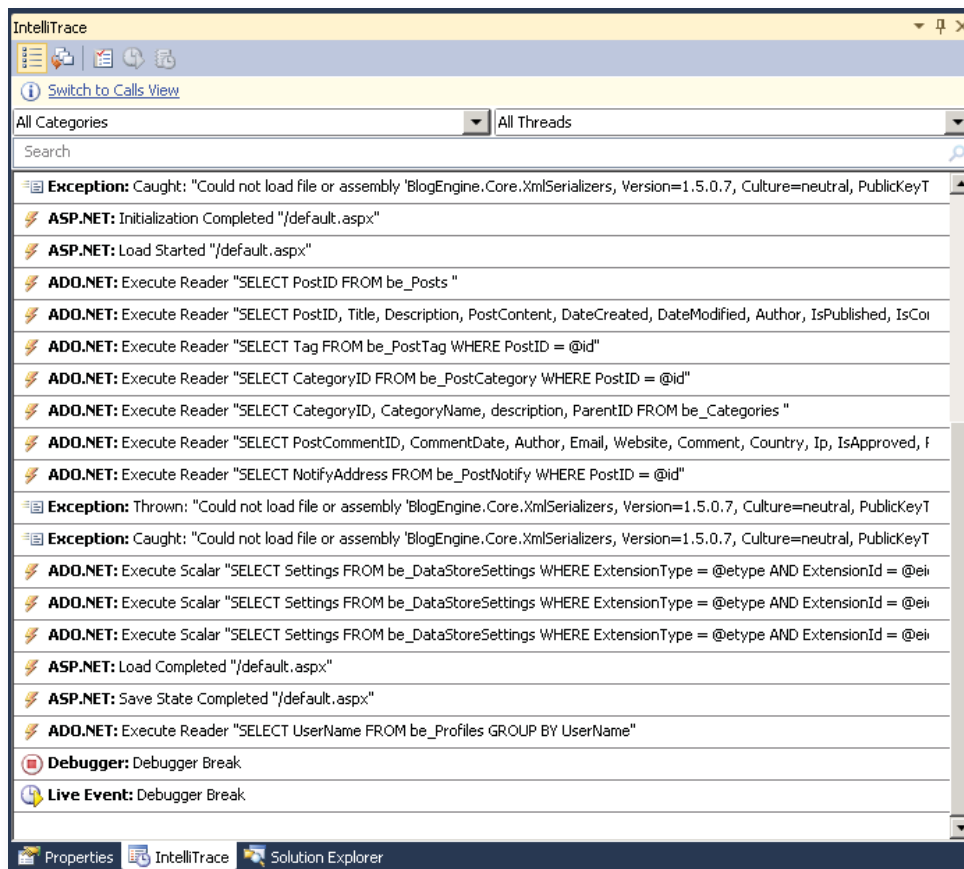 IntelliTrace
Switch to Calls View
All Categories All Threads
Search
Exception: Caught: "Could not load file or assembly 'BlogEngine.Core.XmlSerializers, Version=1.5.0.7, Culture=neutral, PublicKeyT
ASP.NET: Initialization Completed "/default.aspx"
ASP.NET: Load Started "/default.aspx"
ADO.NET: Execute Reader "SELECT PostID FROM be_Posts "
ADO.NET: Execute Reader "SELECT PostID, Title, Description, PostContent, DateCreated, DateModified, Author, IsPublished, IsCo
ADO.NET: Execute Reader "SELECT Tag FROM be_PostTag WHERE PostID = @id"
ADO.NET: Execute Reader "SELECT CategoryID FROM be_PostCategory WHERE PostID = @id"
ADO.NET: Execute Reader "SELECT CategoryID, CategoryName, description, ParentID FROM be_Categories "
ADO.NET: Execute Reader "SELECT PostCommentID, CommentDate, Author, Email, Website, Comment, Country, Ip, IsApproved,
ADO.NET: Execute Reader "SELECT NotifyAddress FROM be_PostNotify WHERE PostID = @id"
Exception: Thrown: "Could not load file or assembly 'BlogEngine.Core.XmlSerializers, Version=1.5.0.7, Culture=neutral, PublicKeyT
Exception: Caught: "Could not load file or assembly 'BlogEngine.Core.XmlSerializers, Version=1.5.0.7, Culture=neutral, PublicKeyT
ADO.NET: Execute Scalar "SELECT Settings FROM be_DataStoreSettings WHERE ExtensionType = @etype AND ExtensionId = @ei
ADO.NET: Execute Scalar "SELECT Settings FROM be_DataStoreSettings WHERE ExtensionType = @etype AND ExtensionId = @ei
ADO.NET: Execute Scalar "SELECT Settings FROM be_DataStoreSettings WHERE ExtensionType = @etype AND ExtensionId = @ei
ASP.NET: Load Completed "/default.aspx"
ASP.NET: Save State Completed "/default.aspx"
ADO.NET: Execute Reader "SELECT UserName FROM be_Profiles GROUP BY UserName"
Debugger: Debugger Break
Live Event: Debugger Break
Properties IntelliTrace Solution Explorer